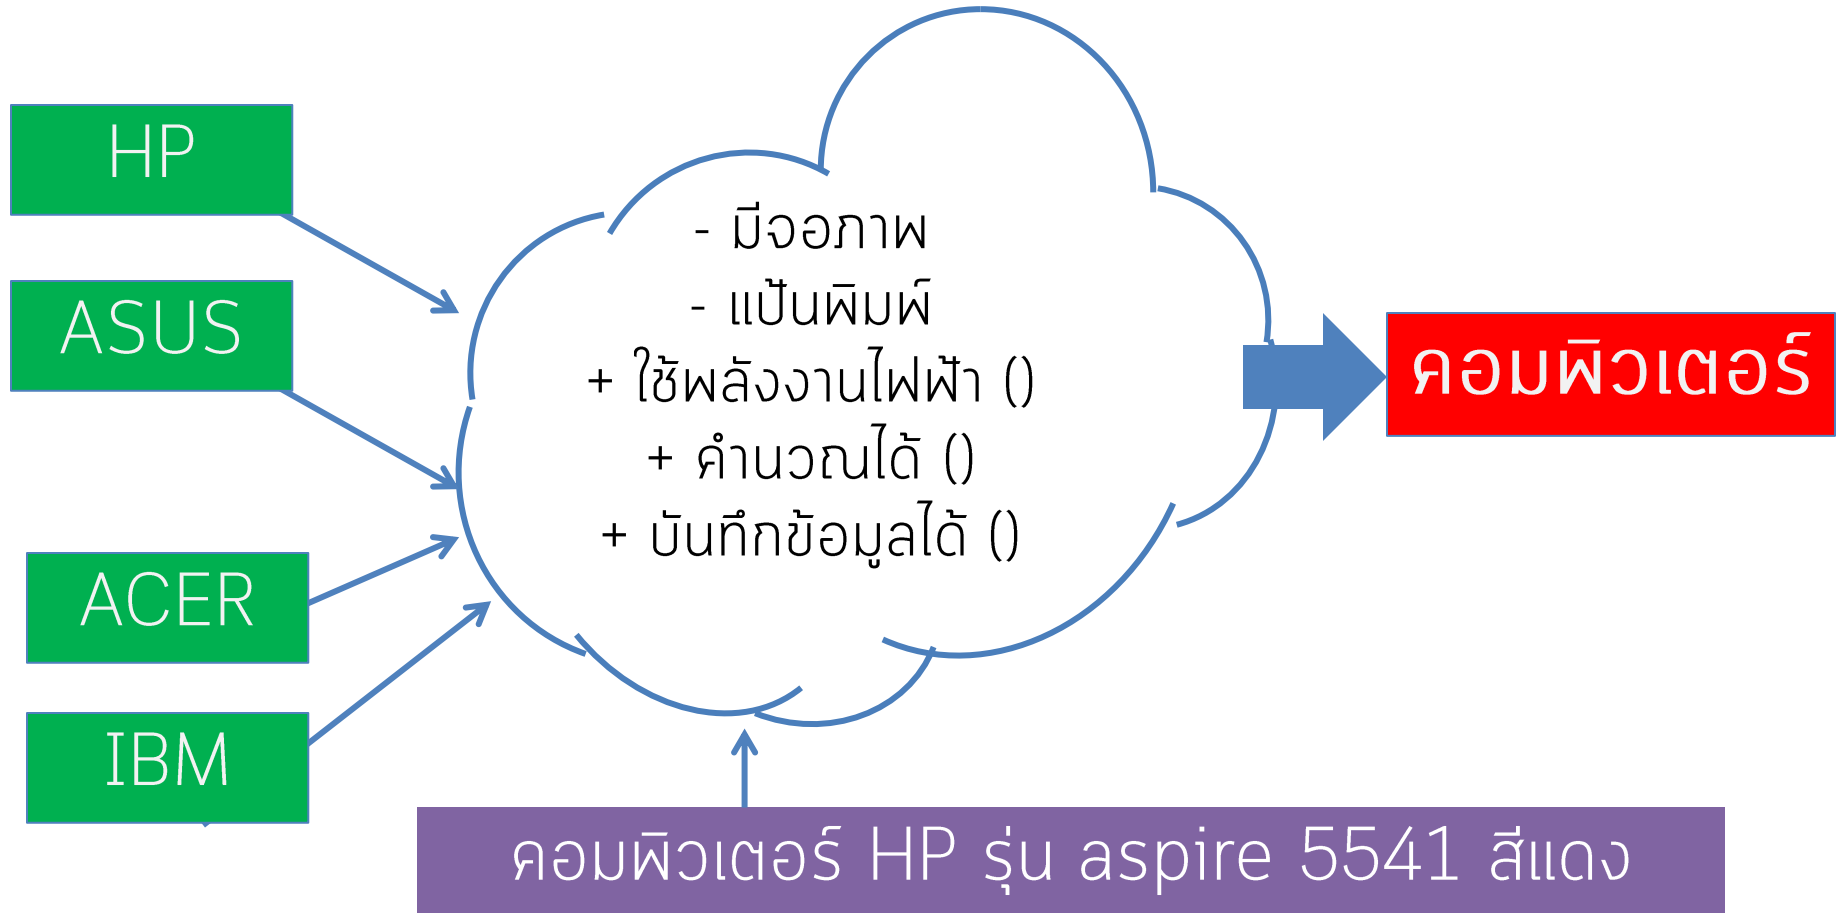 HP
ASUS
ACER
IBM
- มีจอภาพ
- แป้นพิมพ์
+ ใช้พลังงานไฟฟ้า ()
+ คำนวณได้ ()
+ บันทึกข้อมูลได้ ()
คอมพิวเตอร์
คอมพิวเตอร์ HP รุ่น aspire 5541 สีแดง